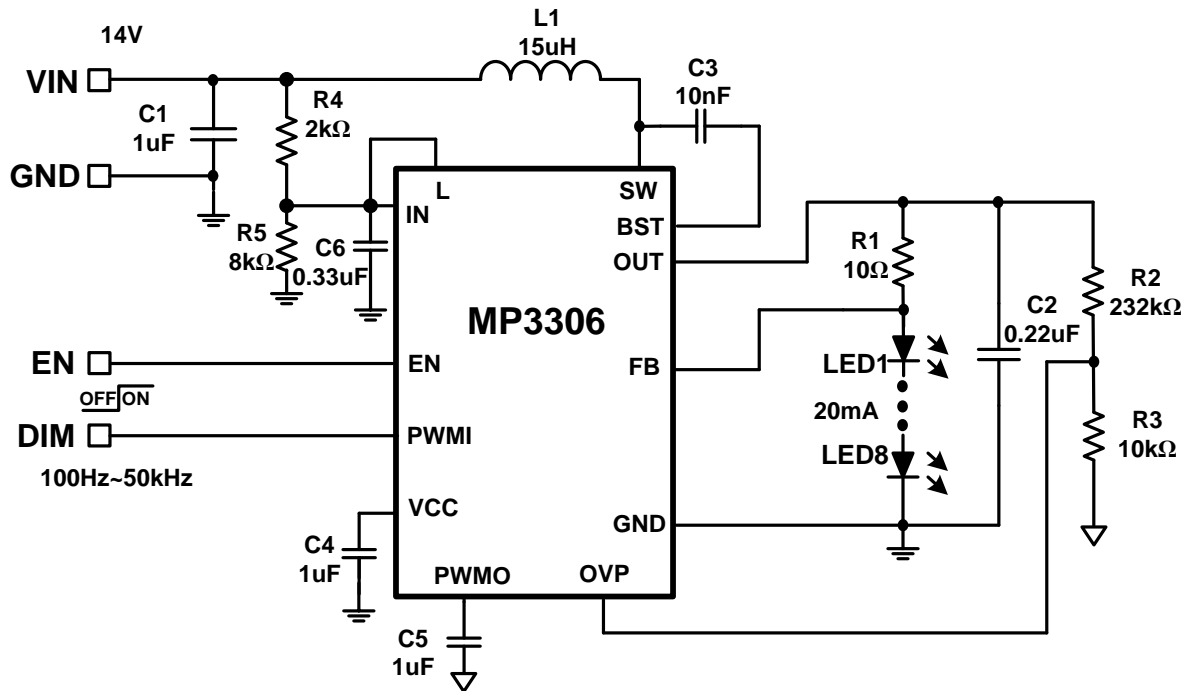 14V
L1
15uH
VIN
C3
10nF
C1
1uF
R4
2kΩ
GND
L
SW
IN
BST
R5
8kΩ
C6
0.33uF
OUT
R1
10Ω
R2
232kΩ
MP3306
C2
0.22uF
EN
EN
FB
LED1
OFF ON
20mA
DIM
PWMI
R3
10kΩ
LED8
100Hz~50kHz
VCC
GND
C4
1uF
PWMO
OVP
C5
1uF